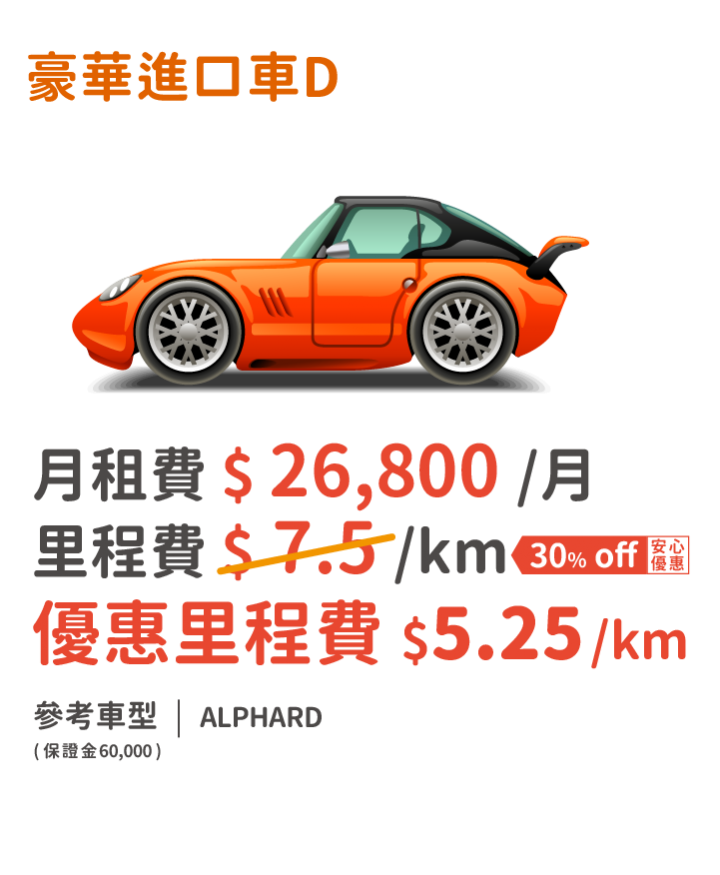 豪華進口車D
月租費 $ 26,800 /月
里程費 $ 7.5 /km 30% off 安心優惠
優惠里程費 $5.25/km
參考車型 | ALPHARD
(保證金60,000)